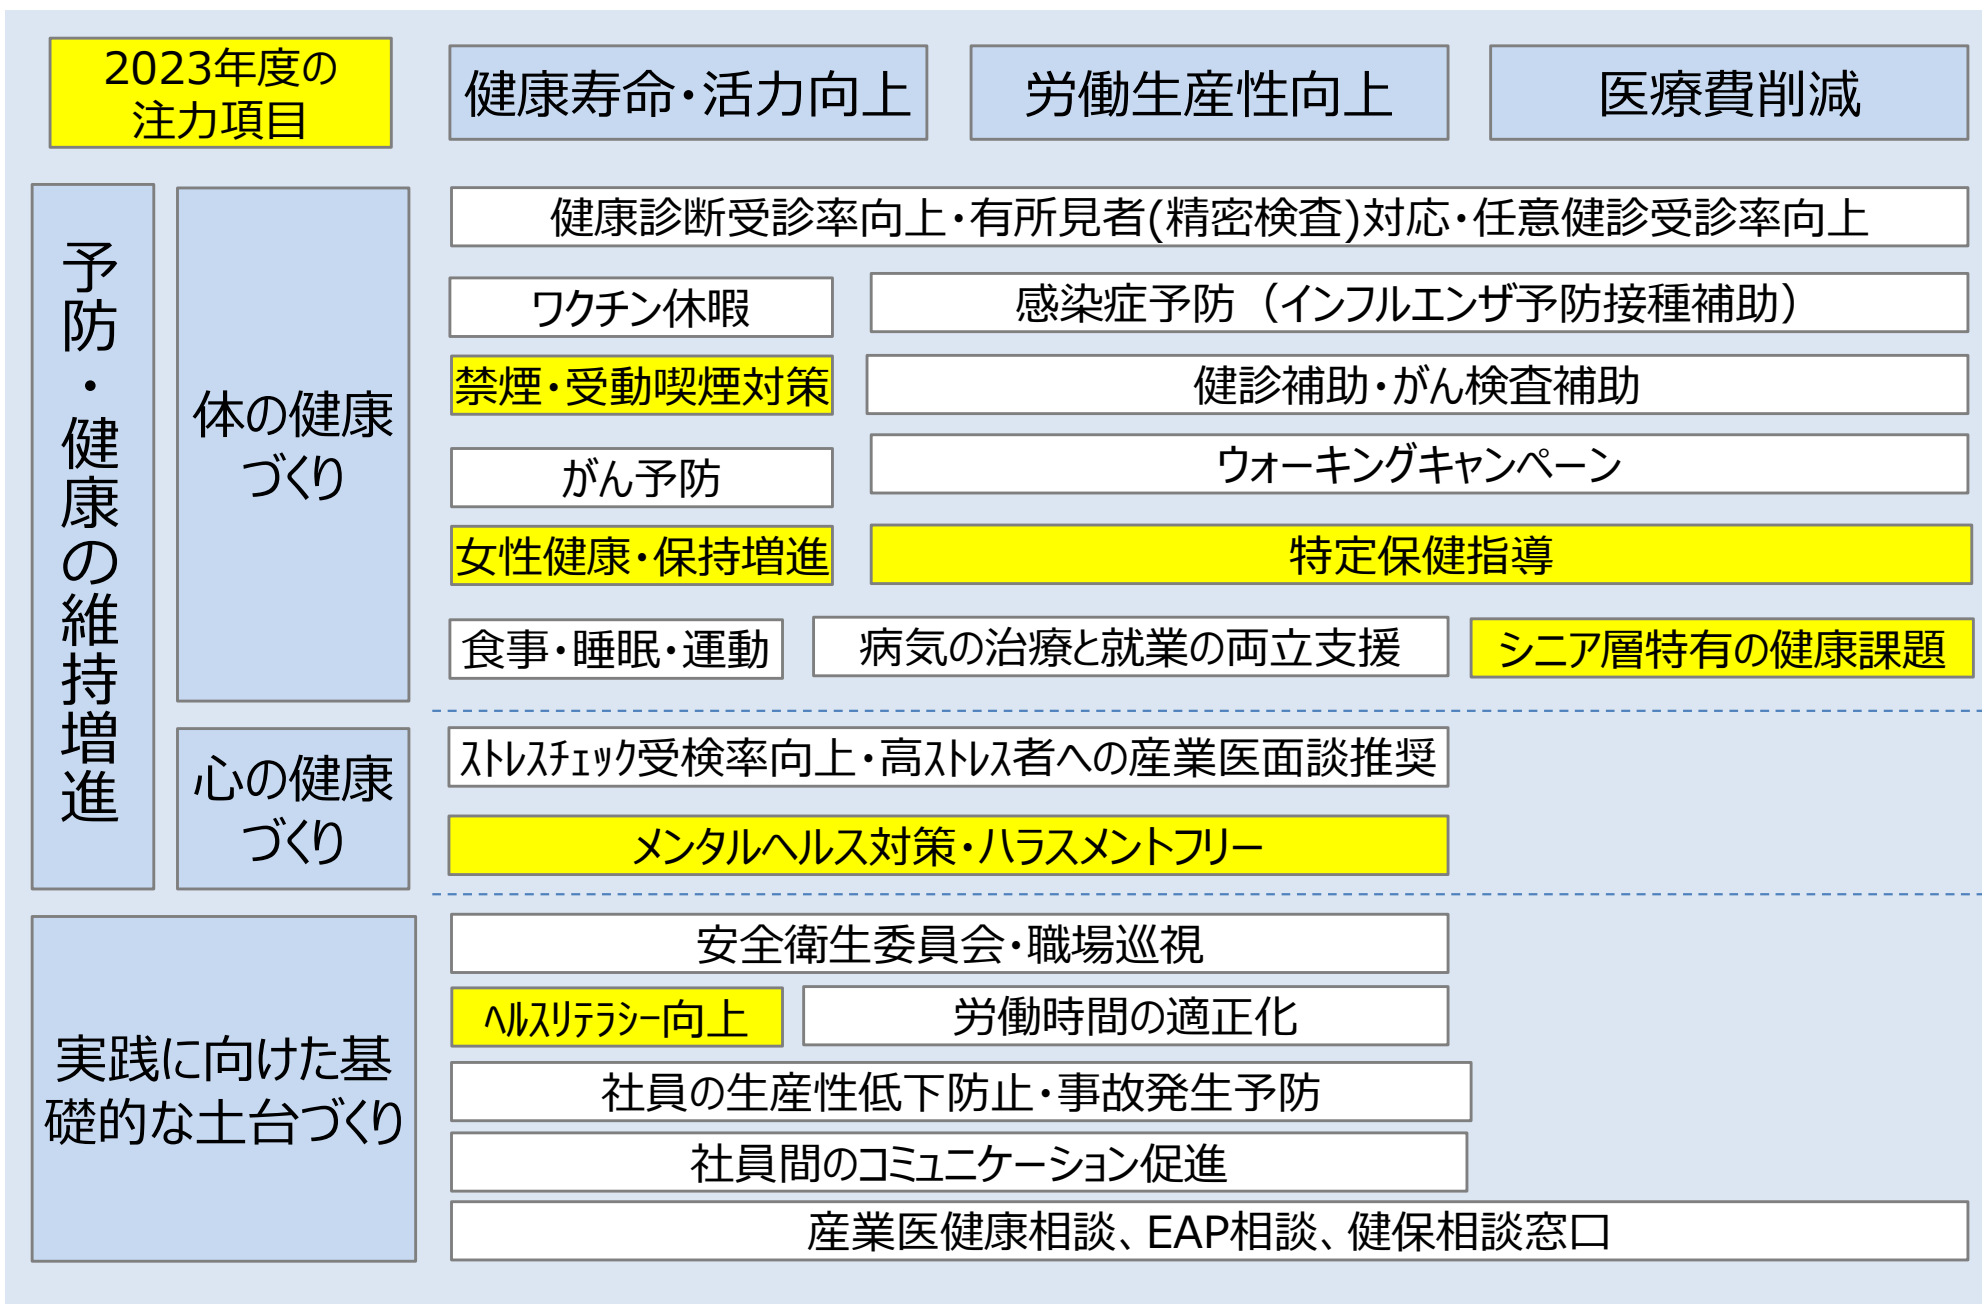 2023年度の
注力項目
健康寿命・活力向上
労働生産性向上
医療費削減
予防・健康の維持増進
体の健康
づくり
健康診断受診率向上・有所見者(精密検査)対応・任意健診受診率向上
ワクチン休暇
感染症予防（インフルエンザ予防接種補助）
禁煙・受動喫煙対策
健診補助・がん検査補助
がん予防
ウォーキングキャンペーン
女性健康・保持増進
特定保健指導
食事・睡眠・運動
病気の治療と就業の両立支援
シニア層特有の健康課題
心の健康
づくり
ｽﾄﾚｽﾁｪｯｸ受検率向上・高ｽﾄﾚｽ者への産業医面談推奨
メンタルヘルス対策・ハラスメントフリー
実践に向けた基
礎的な土台づくり
安全衛生委員会・職場巡視
ﾍﾙｽﾘﾃﾗｼｰ向上
労働時間の適正化
社員の生産性低下防止・事故発生予防
社員間のコミュニケーション促進
産業医健康相談、EAP相談、健保相談窓口